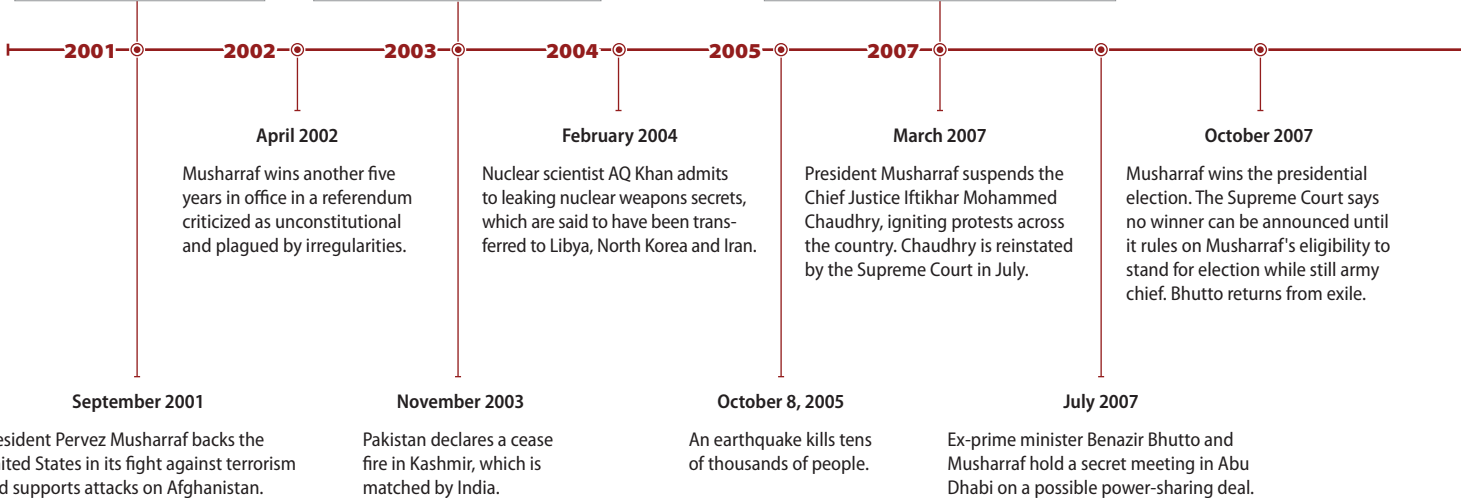 2001 2002 2003 2004 2005 2007
April 2002
Musharraf wins another five
years in office in a referendum
criticized as unconstitutional
and plagued by irregularities.
February 2004
Nuclear scientist AQ Khan admits
to leaking nuclear weapons secrets,
which are said to have been trans-
ferred to Libya, North Korea and Iran.
March 2007
President Musharraf suspends the
Chief Justice Iftikhar Mohammed
Chaudhry, igniting protests across
the country. Chaudhry is reinstated
by the Supreme Court in July.
October 2007
Musharraf wins the presidential
election. The Supreme Court says
no winner can be announced until
it rules on Musharraf's eligibility to
stand for election while still army
chief. Bhutto returns from exile.
September 2001
esident Pervez Musharraf backs the
ited States in its fight against terrorism
d supports attacks on Afghanistan.
November 2003
Pakistan declares a cease
fire in Kashmir, which is
matched by India.
October 8, 2005
An earthquake kills tens
of thousands of people.
July 2007
Ex-prime minister Benazir Bhutto and
Musharraf hold a secret meeting in Abu
Dhabi on a possible power-sharing deal.